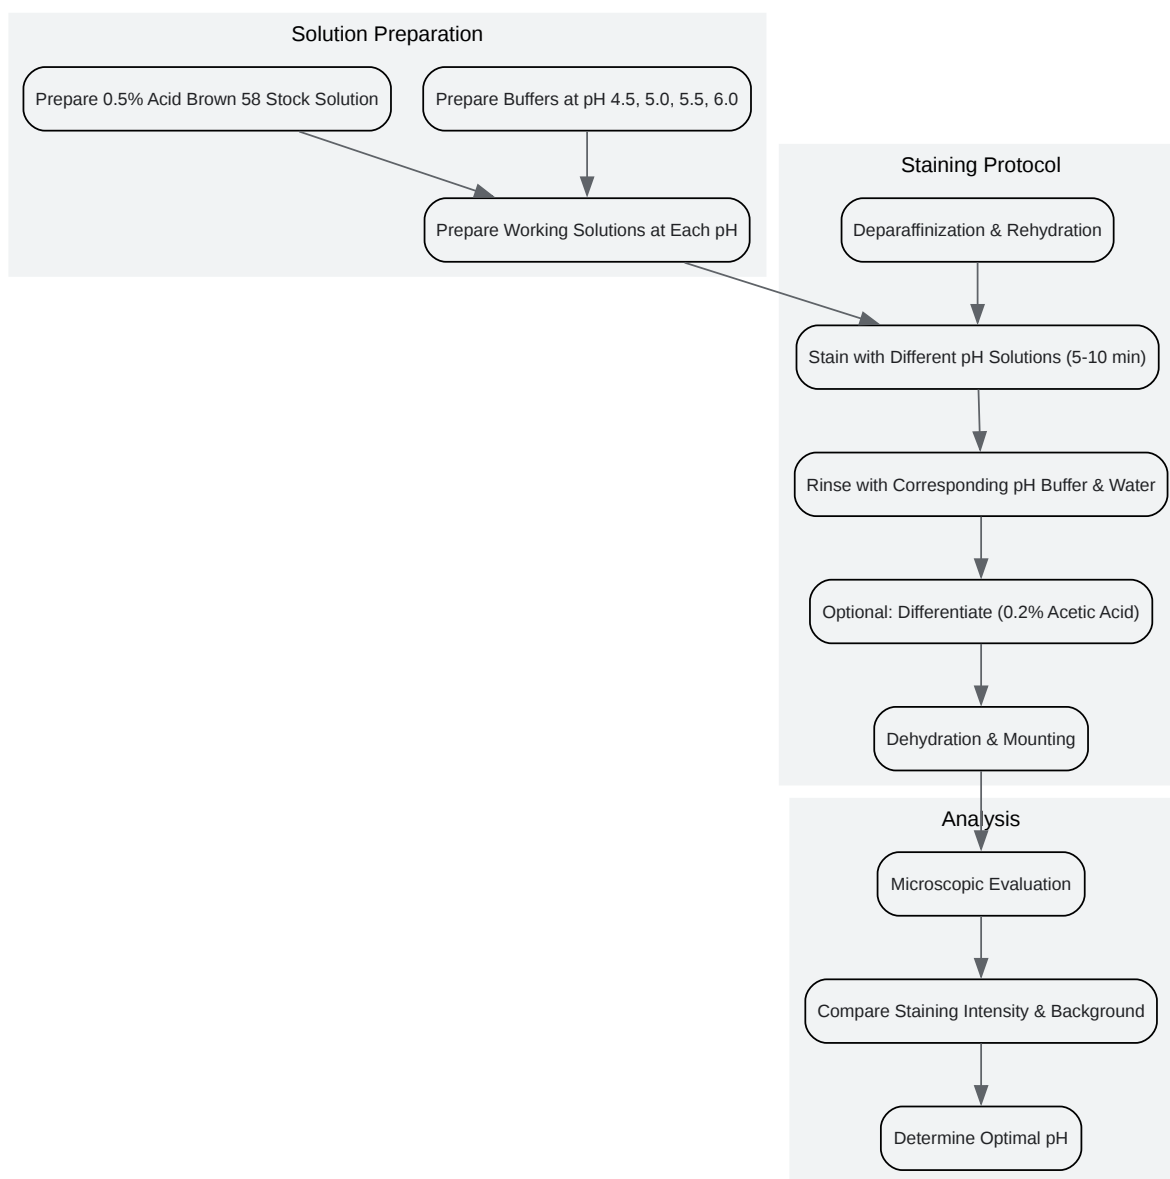 Solution Preparation
Prepare 0.5% Acid Brown 58 Stock Solution
Prepare Buffers at pH 4.5, 5.0, 5.5, 6.0
Prepare Working Solutions at Each pH
Staining Protocol
Deparaffinization & Rehydration
Stain with Different pH Solutions (5-10 min)
Rinse with Corresponding pH Buffer & Water
Optional: Differentiate (0.2% Acetic Acid)
Dehydration & Mounting
Analysis
Microscopic Evaluation
Compare Staining Intensity & Background
Determine Optimal pH